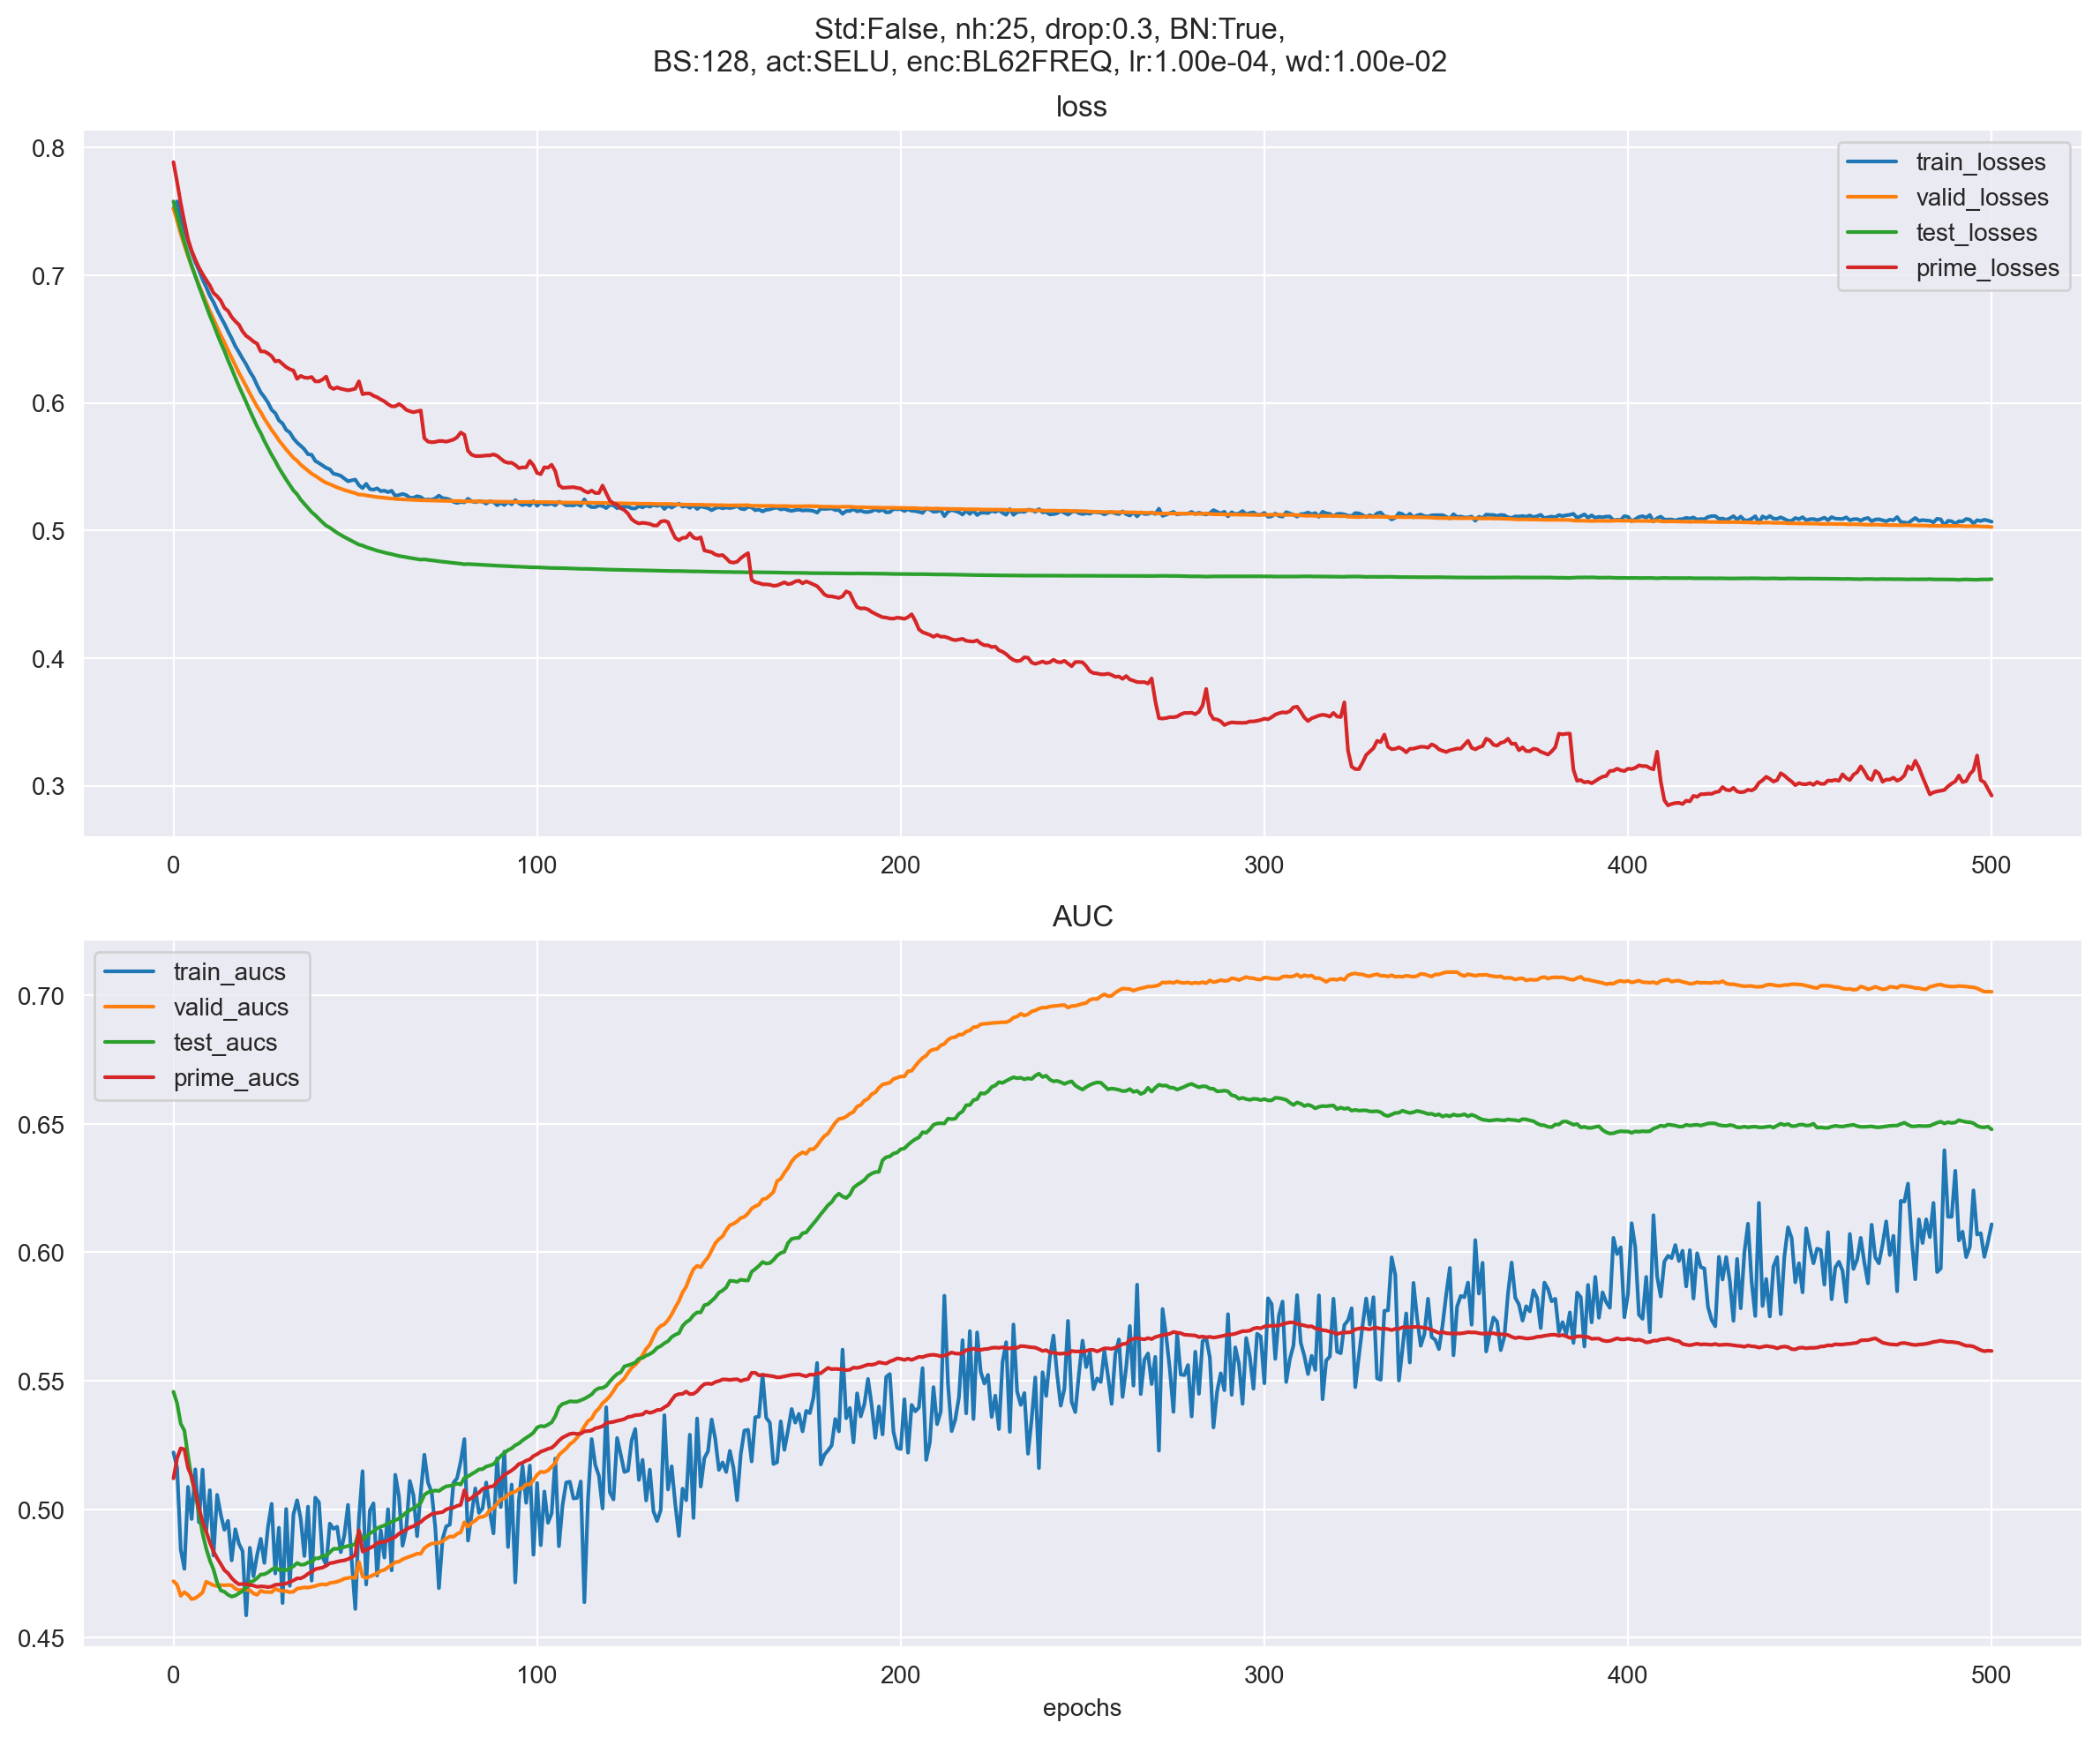 Std:False, nh:25, drop:0.3, BN:True,
BS:128, act:SELU, enc:BL62FREQ, lr:1.00e-04, wd:1.00e-02
loss
0.8
0.7
0.6
0.5
0.4
0.3
train_losses
valid_losses
test_losses
prime_losses
0 100 200 300 400 500
AUC
0.70
0.65
0.60
0.55
0.50
0.45
train_aucs
valid_aucs
test_aucs
prime_aucs
0 100 200 300 400 500
epochs